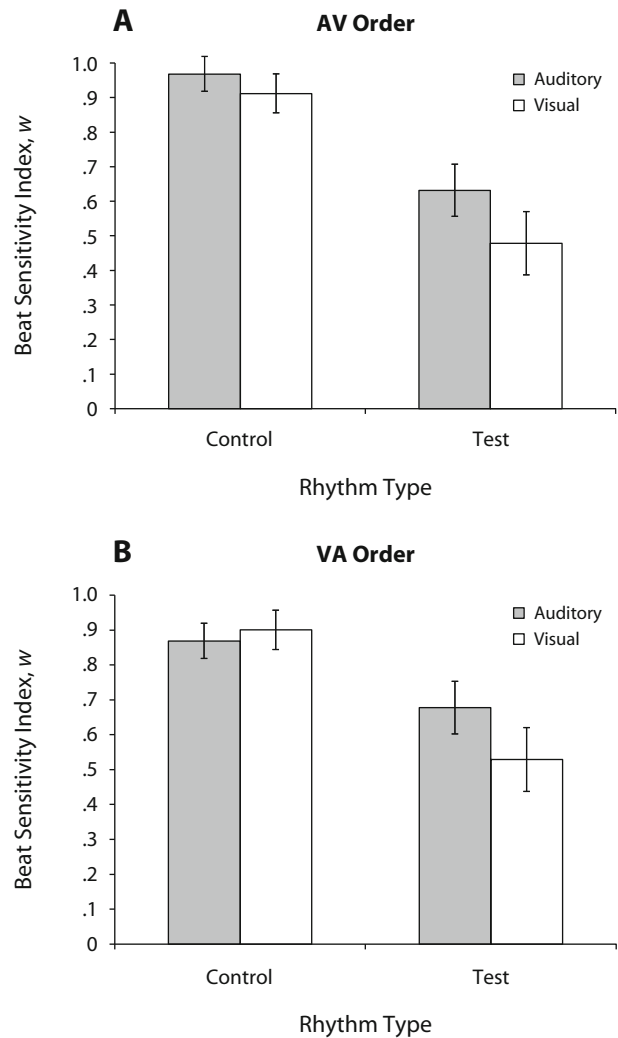 A
AV Order
Beat Sensitivity Index, w
1.0
.9
.8
.7
.6
.5
.4
.3
.2
.1
0
Auditory
Visual
Control
Test
Rhythm Type
B
VA Order
Beat Sensitivity Index, w
1.0
.9
.8
.7
.6
.5
.4
.3
.2
.1
0
Auditory
Visual
Control
Test
Rhythm Type